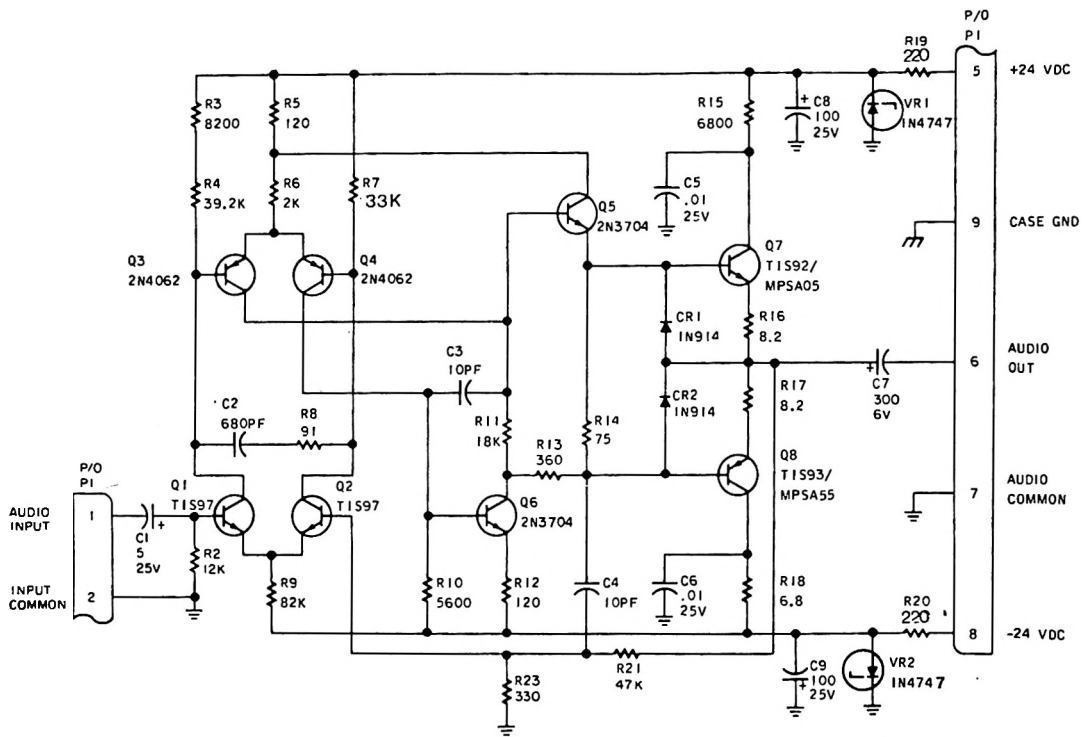 P/O
P1
R19
220
5
+24 VDC
R3
8200
R5
120
R15
6800
+
C8
100
25V
VR1
1N4747
R4
39.2K
R6
2K
R7
33K
C5
.01
25V
Q5
2N3704
9
CASE GND
Q3
2N4062
Q4
2N4062
Q7
TIS92/
MPSA05
CR1
1N914
R16
8.2
C3
10PF
6
AUDIO
OUT
+
C7
300
6V
C2
680PF
R8
91
R11
18K
R14
75
CR2
1N914
R17
8.2
R13
360
P/O
P1
Q1
TIS97
Q2
TIS97
Q6
2N3704
Q8
TIS93/
MPSA55
7
AUDIO
COMMON
AUDIO
INPUT
1
C1
5
25V
+
R2
12K
INPUT
COMMON
2
R9
82K
R10
5600
R12
120
C4
10PF
C6
.01
25V
R18
6.8
R20
220
8
-24 VDC
R21
47K
R23
330
C9
100
25V
+
VR2
1N4747